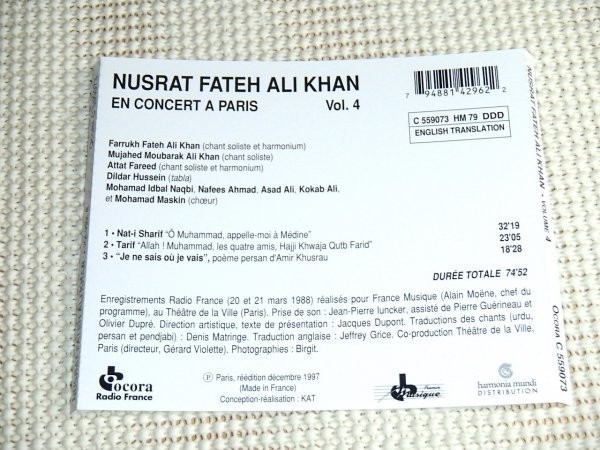 NUSRAT FATEH ALI KHAN
EN CONCERT A PARIS Vol. 4
7 94881 42962 2
C 559073 HM 79 DDD
ENGLISH TRANSLATION
Farrukh Fateh Ali Khan (chant soliste et harmonium)
Mujahed Moubarak Ali Khan (chant soliste)
Attat Fareed (chant soliste et harmonium)
Dildar Hussein (tabla)
Mohamad Idbal Naqbi, Nafees Ahmad, Asad Ali, Kokab Ali,
et Mohamad Maskin (chœur)
1 • Nat-i Sharif "Ô Muhammad, appelle-moi à Médine" 32'19
2 • Tarif "Allah ! Muhammad, les quatre amis, Hajji Khwaja Qutb Farid" 23'05
3 • "Je ne sais où je vais", poème persan d'Amir Khusrau 18'28
DURÉE TOTALE 74'52
Enregistrements Radio France (20 et 21 mars 1988) réalisés pour France Musique (Alain Moëne, chef du
programme), au Théâtre de la Ville (Paris). Prise de son : Jean-Pierre Iuncker, assisté de Pierre Guérineau et
Olivier Dupré. Direction artistique, texte de présentation : Jacques Dupont. Traductions des chants (urdu,
persan et pendjabi) : Denis Matringe. Traduction anglaise : Jeffrey Grice. Co-production Théâtre de la Ville,
Paris (directeur, Gérard Violette). Photographies : Birgit.
ocora
Radio France
℗ Paris, réédition décembre 1997
(Made in France)
Conception-réalisation : KAT
France
musique
harmonia mundi
DISTRIBUTION
NUSRAT FATEH ALI KHAN - VOLUME 4
OCORA C 559073